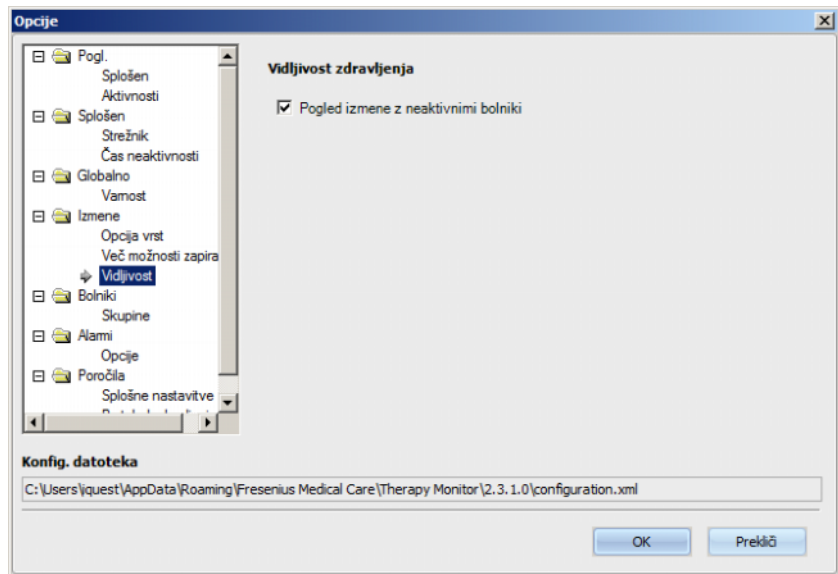 Opcije
Pogl.
Splošen
Aktivnosti
Splošen
Strežnik
Čas neaktivnosti
Globalno
Varnost
Izmene
Opcija vrst
Več možnosti zapira
Vidljivost
Bolniki
Skupine
Alarmi
Opcije
Poročila
Splošne nastavitve
Vidljivost zdravljenja
Pogled izmene z neaktivnimi bolniki
Konfig. datoteka
C:\Users\iquest\AppData\Roaming\Fresenius Medical Care\Therapy Monitor\2.3.1.0\configuration.xml
OK
Prekliči